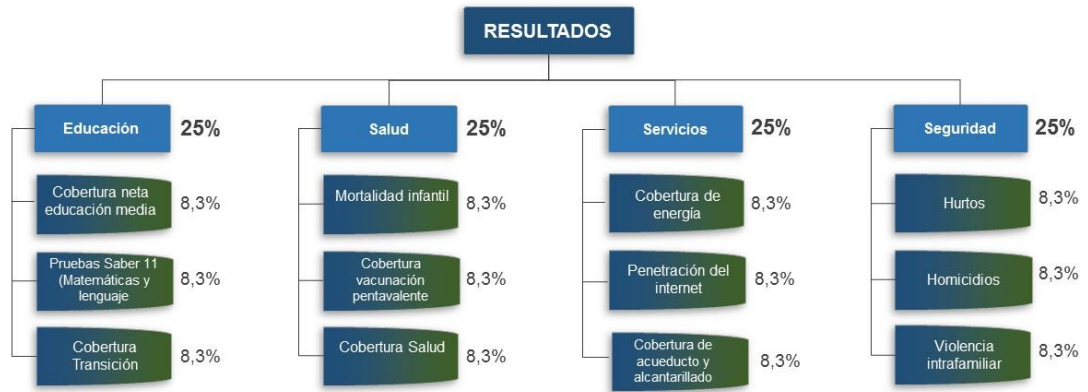 RESULTADOS
Educación 25%
Cobertura neta
educación media
8,3%
Pruebas Saber 11
(Matemáticas y
lenguaje
8,3%
Cobertura
Transición
8,3%
Salud 25%
Mortalidad infantil
8,3%
Cobertura
vacunación
pentavalente
8,3%
Cobertura Salud
8,3%
Servicios 25%
Cobertura de
energía
8,3%
Penetración del
internet
8,3%
Cobertura de
acueducto y
alcantarillado
8,3%
Seguridad 25%
Hurtos
8,3%
Homicidios
8,3%
Violencia
intrafamiliar
8,3%